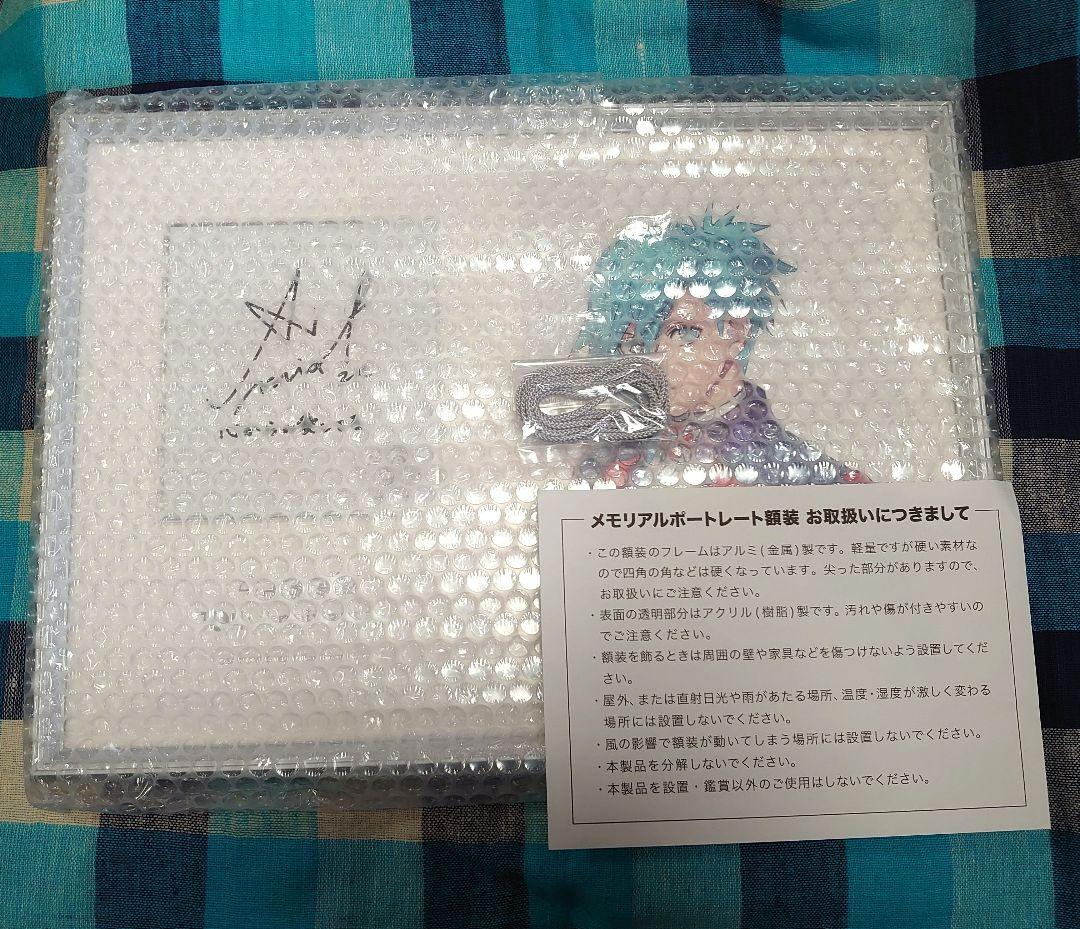 メモリアルポートレート額装 お取扱いにつきまして
・この額装のフレームはアルミ(金属)製です。軽量ですが硬い素材な
ので四角の角などは硬くなっています。尖った部分がありますので、
お取扱いにご注意ください。
・表面の透明部分はアクリル(樹脂)製です。汚れや傷が付きやすいの
でご注意ください。
・額装を飾るときは周囲の壁や家具などを傷つけないよう設置してくだ
さい。
・屋外、または直射日光や雨があたる場所、温度・湿度が激しく変わる
場所には設置しないでください。
・風の影響で額装が動いてしまう場所には設置しないでください。
・本製品を分解しないでください。
・本製品を設置・鑑賞以外のご使用はしないでください。